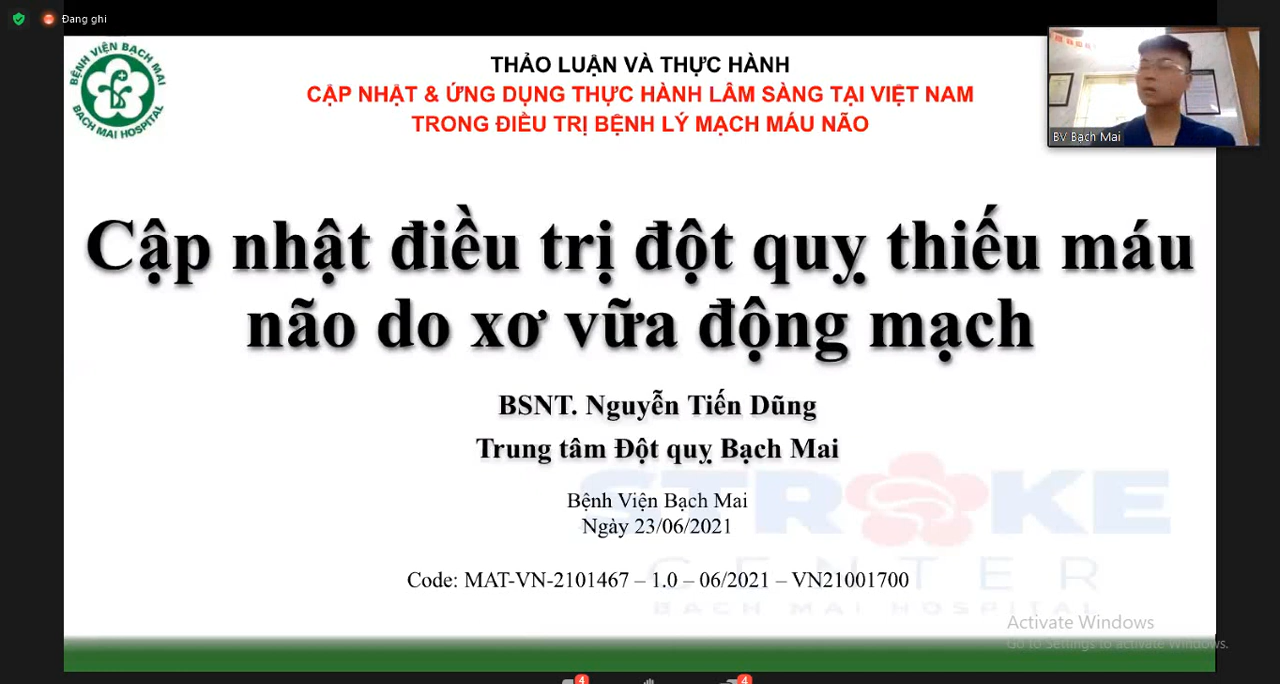 Đang ghi
BỆNH VIỆN BẠCH MAI
BACH MAI HOSPITAL
THẢO LUẬN VÀ THỰC HÀNH
CẬP NHẬT & ỨNG DỤNG THỰC HÀNH LÂM SÀNG TẠI VIỆT NAM
TRONG ĐIỀU TRỊ BỆNH LÝ MẠCH MÁU NÃO
BV Bạch Mai
Cập nhật điều trị đột quỵ thiếu máu
não do xơ vữa động mạch
BSNT. Nguyễn Tiến Dũng
Trung tâm Đột quỵ Bạch Mai
Bệnh Viện Bạch Mai
Ngày 23/06/2021
STROKE
CENTER
BACH MAI HOSPITAL
Code: MAT-VN-2101467 – 1.0 – 06/2021 – VN21001700
Activate Windows
Go to Settings to activate Windows.
4
4